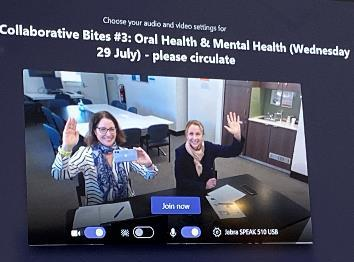 Choose your audio and video settings for
Collaborative Bites #3: Oral Health & Mental Health (Wednesday
29 July) - please circulate
Join now
Jabra SPEAK 510 USB